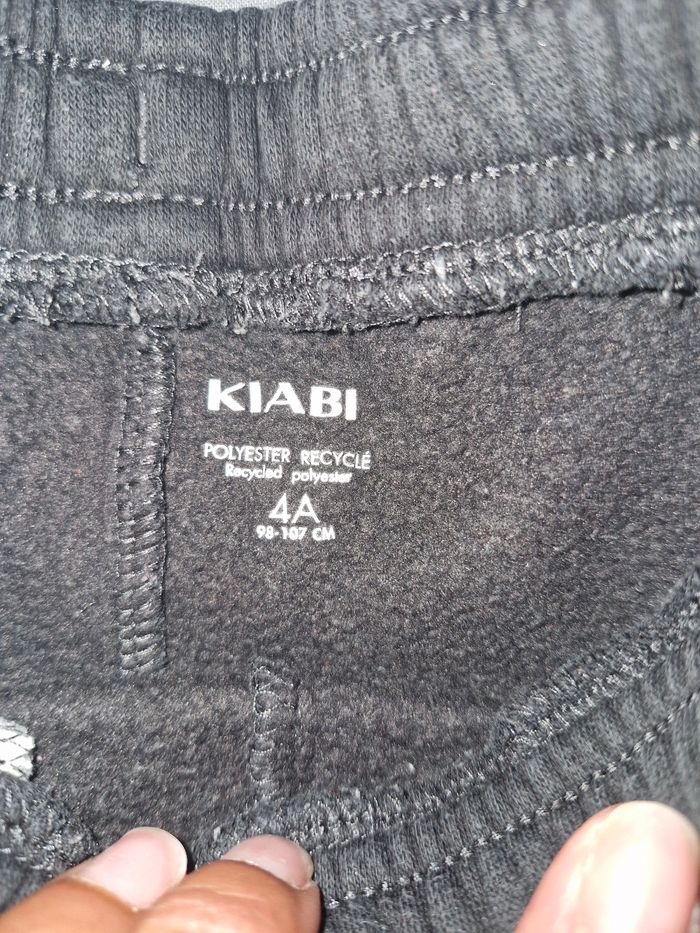 KIABI
POLYESTER RECYCLÉ
Recycled polyester
4A
98-107 CM